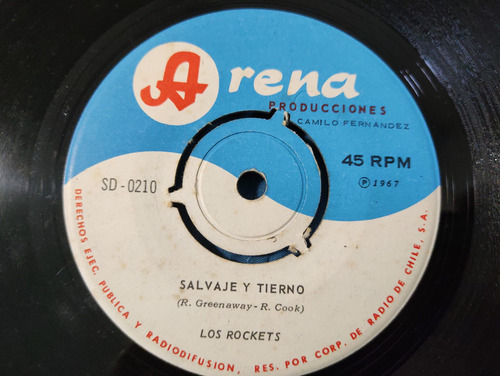 Arena
PRODUCCIONES
CAMILO FERNANDEZ
45 RPM
℗ 1967
SD-0210
SALVAJE Y TIERNO
(R. Greenaway - R. Cook)
LOS ROCKETS
DERECHOS EJEC. PUBLICA Y RADIODIFUSION, RES. POR CORP. DE RADIO DE CHILE, S.A.